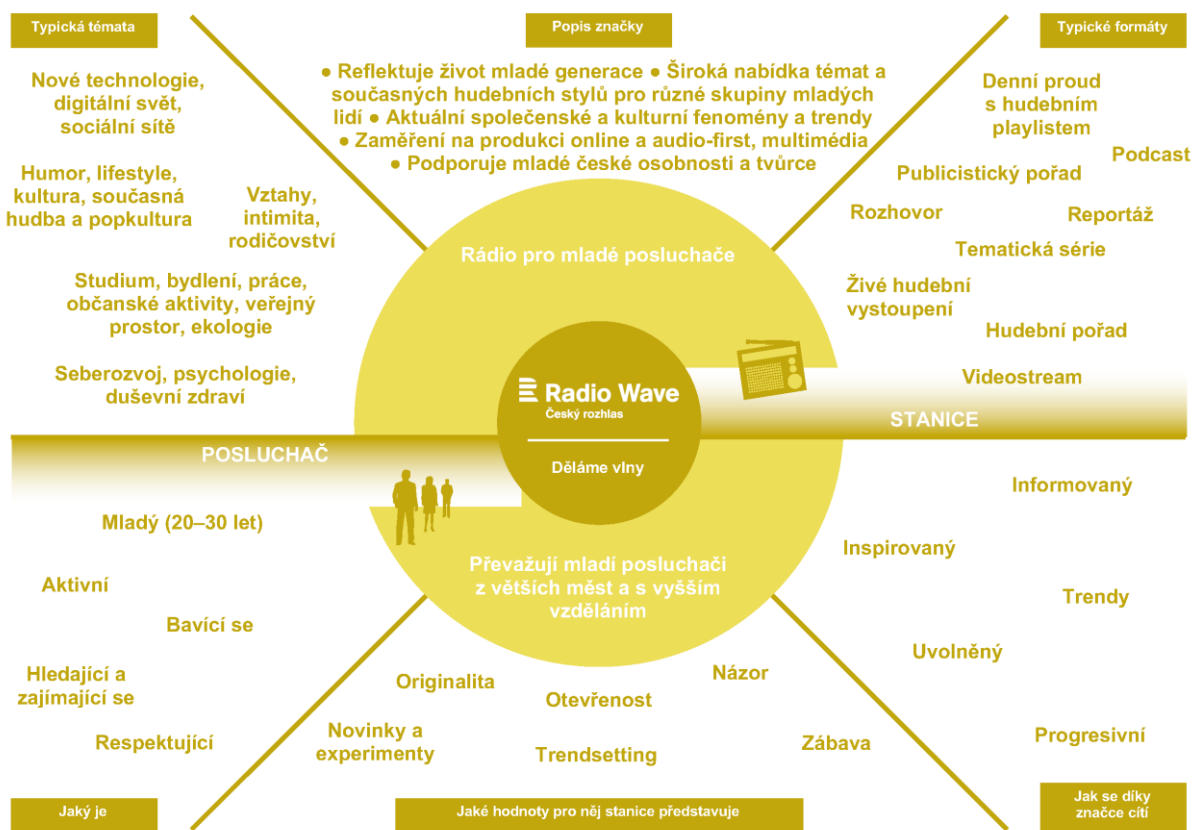 Typická témata
Nové technologie,
digitální svět,
sociální sítě
Humor, lifestyle,
kultura, současná
hudba a popkultura
Vztahy,
intimita,
rodičovství
Studium, bydlení, práce,
občanské aktivity, veřejný
prostor, ekologie
Seberozvoj, psychologie,
duševní zdraví
Popis značky
● Reflektuje život mladé generace ● Široká nabídka témat a
současných hudebních stylů pro různé skupiny mladých
lidí ● Aktuální společenské a kulturní fenomény a trendy
● Zaměření na produkci online a audio-first, multimédia
● Podporuje mladé české osobnosti a tvůrce
Typické formáty
Denní proud
s hudebním
playlistem
Podcast
Publicistický pořad
Rozhovor
Reportáž
Tematická série
Živé hudební
vystoupení
Hudební pořad
Videostream
Rádio pro mladé posluchače
STANICE
Radio Wave
Český rozhlas
Děláme vlny
POSLUCHAČ
Převažují mladí posluchači
z větších měst a s vyšším
vzděláním
Mladý (20–30 let)
Aktivní
Bavící se
Hledající a
zajímající se
Respektující
Jaký je
Originalita
Otevřenost
Názor
Novinky a
experimenty
Trendsetting
Zábava
Jaké hodnoty pro něj stanice představuje
Informovaný
Inspirovaný
Trendy
Uvolněný
Progresivní
Jak se díky
značce cítí